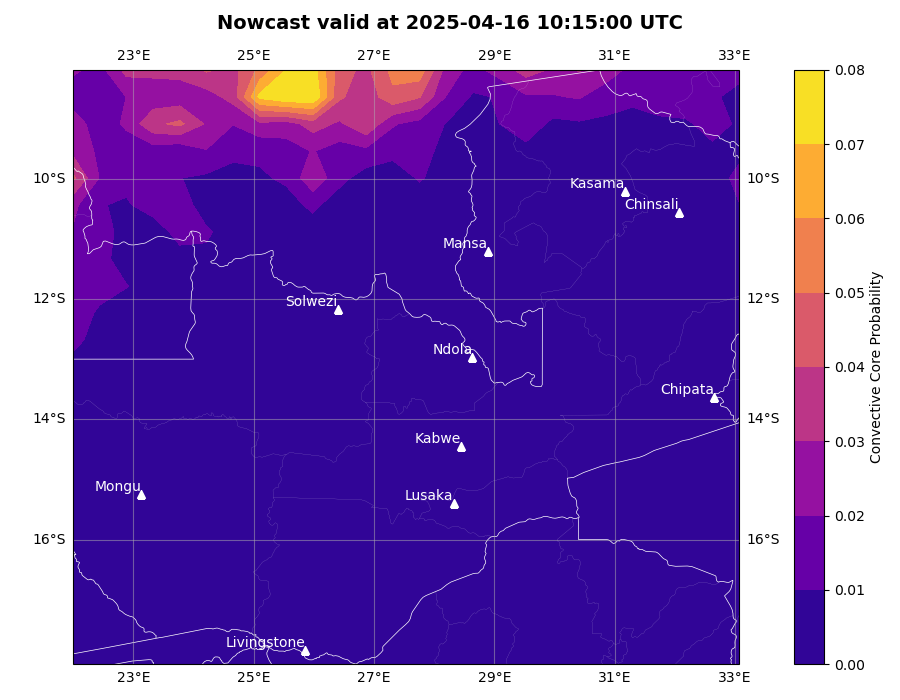 Nowcast valid at 2025-04-16 10:15:00 UTC
23°E 25°E 27°E 29°E 31°E 33°E
0.08
0.07
10°S Kasama 10°S
Chinsali
0.06
Mansa
12°S Solwezi 12°S
0.05
Ndola
0.04
Chipata
14°S 14°S
Kabwe
0.03
Mongu
Lusaka
0.02
16°S 16°S
0.01
Livingstone
0.00
23°E 25°E 27°E 29°E 31°E 33°E
Convective Core Probability